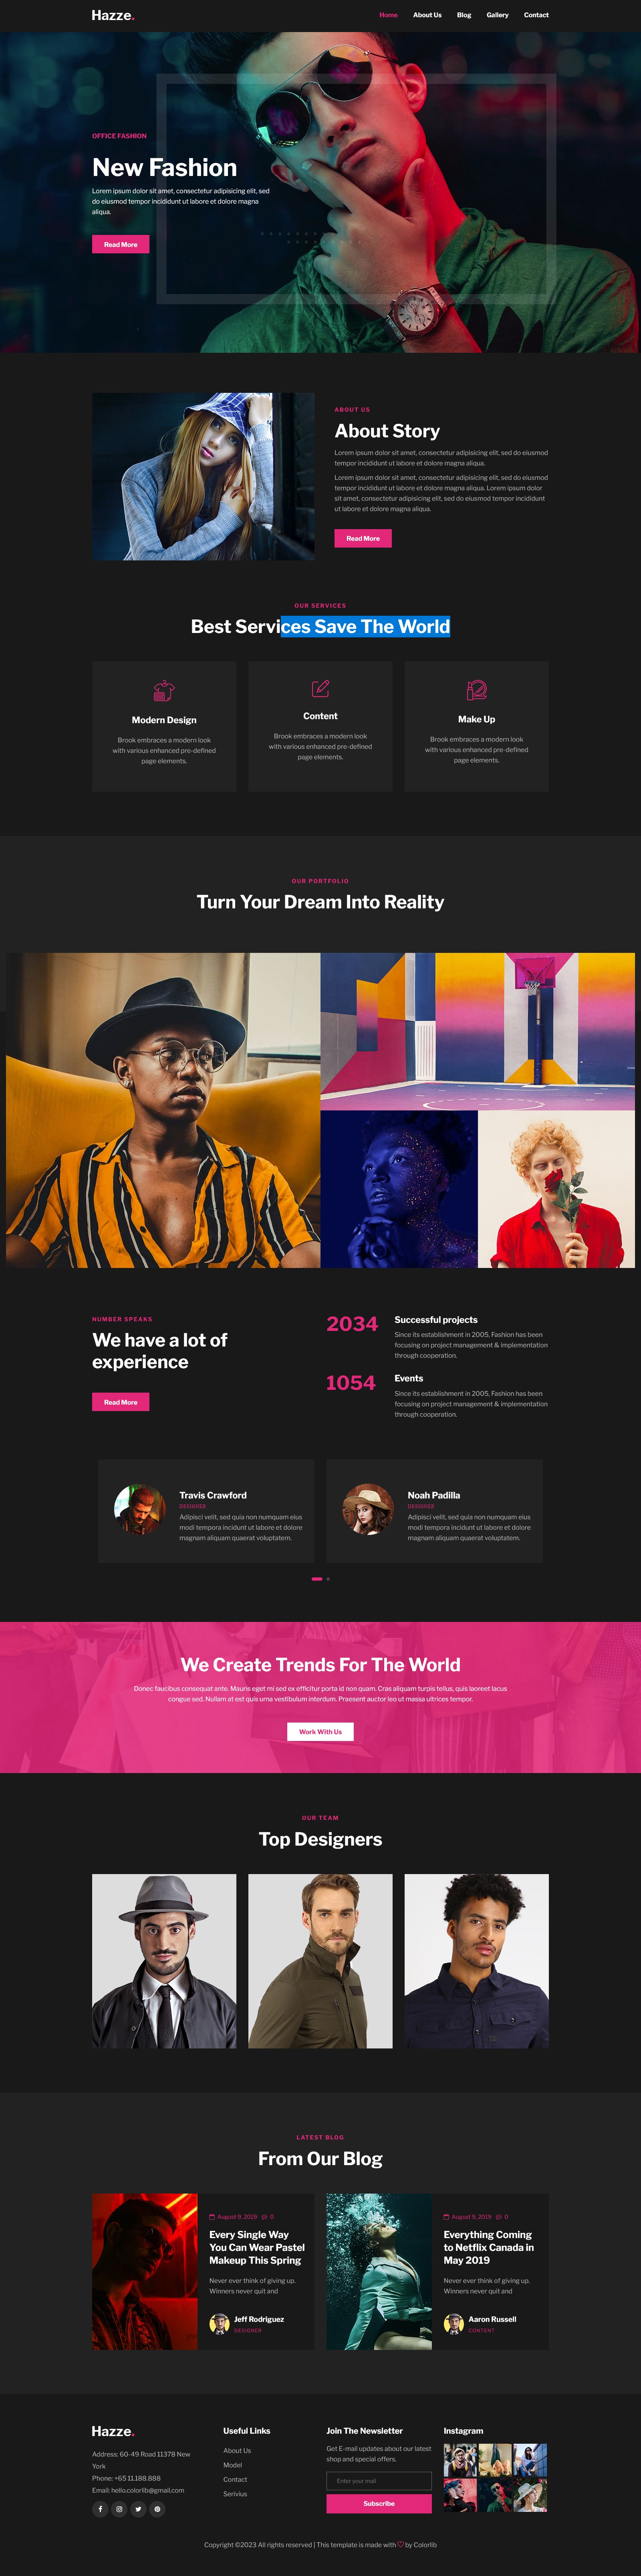 Hazze.
Home About Us Blog Gallery Contact
OFFICE FASHION
New Fashion
Lorem ipsum dolor sit amet, consectetur adipisicing elit, sed
do eiusmod tempor incididunt ut labore et dolore magna
aliqua.
Read More
ABOUT US
About Story
Lorem ipsum dolor sit amet, consectetur adipisicing elit, sed do eiusmod
tempor incididunt ut labore et dolore magna aliqua.
Lorem ipsum dolor sit amet, consectetur adipisicing elit, sed do eiusmod
tempor incididunt ut labore et dolore magna aliqua. Lorem ipsum dolor
sit amet, consectetur adipisicing elit, sed do eiusmod tempor incididunt
ut labore et dolore magna aliqua.
Read More
OUR SERVICES
Best Services Save The World
Modern Design
Brook embraces a modern look
with various enhanced pre-defined
page elements.
Content
Brook embraces a modern look
with various enhanced pre-defined
page elements.
Make Up
Brook embraces a modern look
with various enhanced pre-defined
page elements.
OUR PORTFOLIO
Turn Your Dream Into Reality
NUMBER SPEAKS
We have a lot of
experience
Read More
2034
Successful projects
Since its establishment in 2005, Fashion has been
focusing on project management & implementation
through cooperation.
1054
Events
Since its establishment in 2005, Fashion has been
focusing on project management & implementation
through cooperation.
Travis Crawford
DESIGNER
Adipisci velit, sed quia non numquam eius
modi tempora incidunt ut labore et dolore
magnam aliquam quaerat voluptatem.
Noah Padilla
DESIGNER
Adipisci velit, sed quia non numquam eius
modi tempora incidunt ut labore et dolore
magnam aliquam quaerat voluptatem.
We Create Trends For The World
Donec faucibus consequat ante. Mauris eget mi sed ex efficitur porta id non quam. Cras aliquam turpis tellus, quis laoreet lacus
congue sed. Nullam at est quis urna vestibulum interdum. Praesent auctor leo ut massa ultrices tempor.
Work With Us
OUR TEAM
Top Designers
LATEST BLOG
From Our Blog
August 9, 2019 0
Every Single Way
You Can Wear Pastel
Makeup This Spring
Never ever think of giving up.
Winners never quit and
Jeff Rodriguez
DESIGNER
August 9, 2019 0
Everything Coming
to Netflix Canada in
May 2019
Never ever think of giving up.
Winners never quit and
Aaron Russell
CONTENT
Hazze.
Address: 60-49 Road 11378 New
York
Phone: +65 11.188.888
Email: hello.colorlib@gmail.com
Useful Links
About Us
Model
Contact
Serivius
Join The Newsletter
Get E-mail updates about our latest
shop and special offers.
Enter your mail
Subscribe
Instagram
Copyright ©2023 All rights reserved | This template is made with ♡ by Colorlib